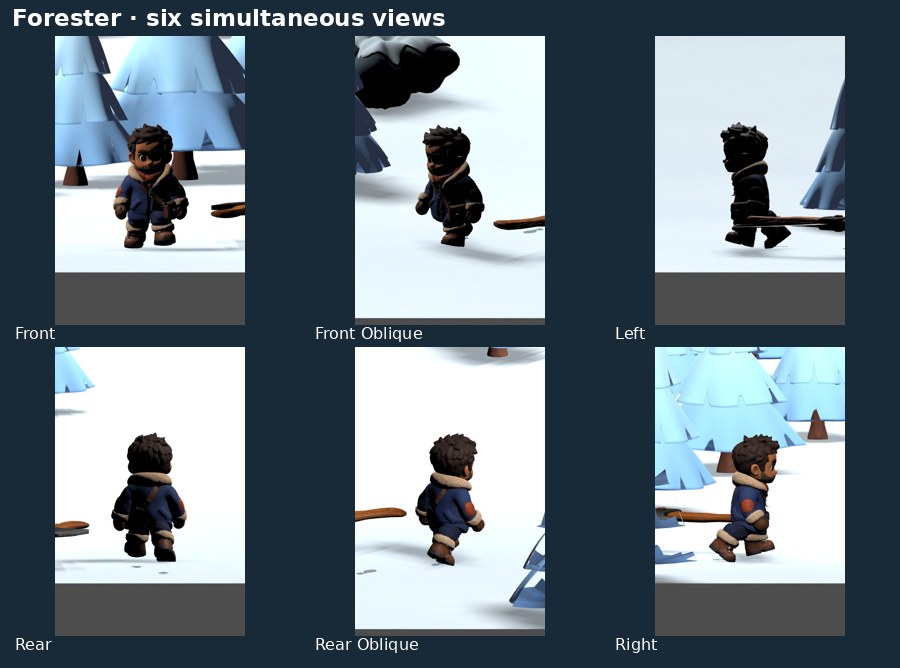 Forester · six simultaneous views
Front
Front Oblique
Left
Rear
Rear Oblique
Right